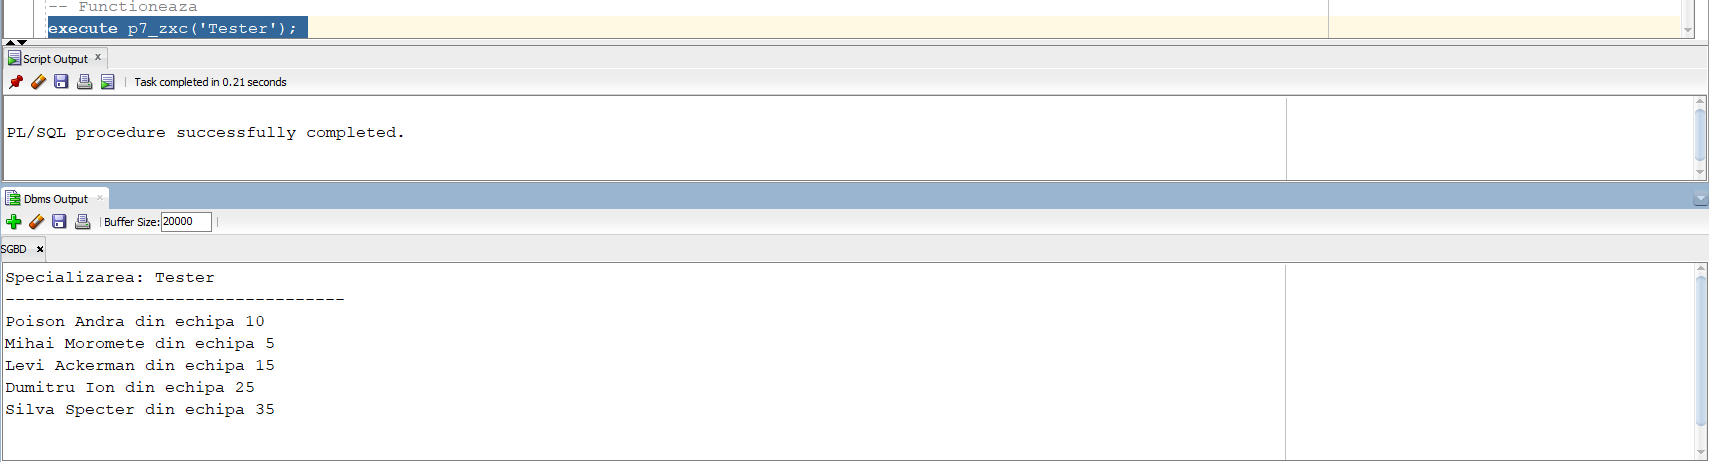 -- Functioneaza
execute p7_zxc('Tester');
Script Output x
Task completed in 0.21 seconds
PL/SQL procedure successfully completed.
Dbms Output x
Buffer Size: 20000
SGBD x
Specializarea: Tester
----------------------------------
Poison Andra din echipa 10
Mihai Moromete din echipa 5
Levi Ackerman din echipa 15
Dumitru Ion din echipa 25
Silva Specter din echipa 35